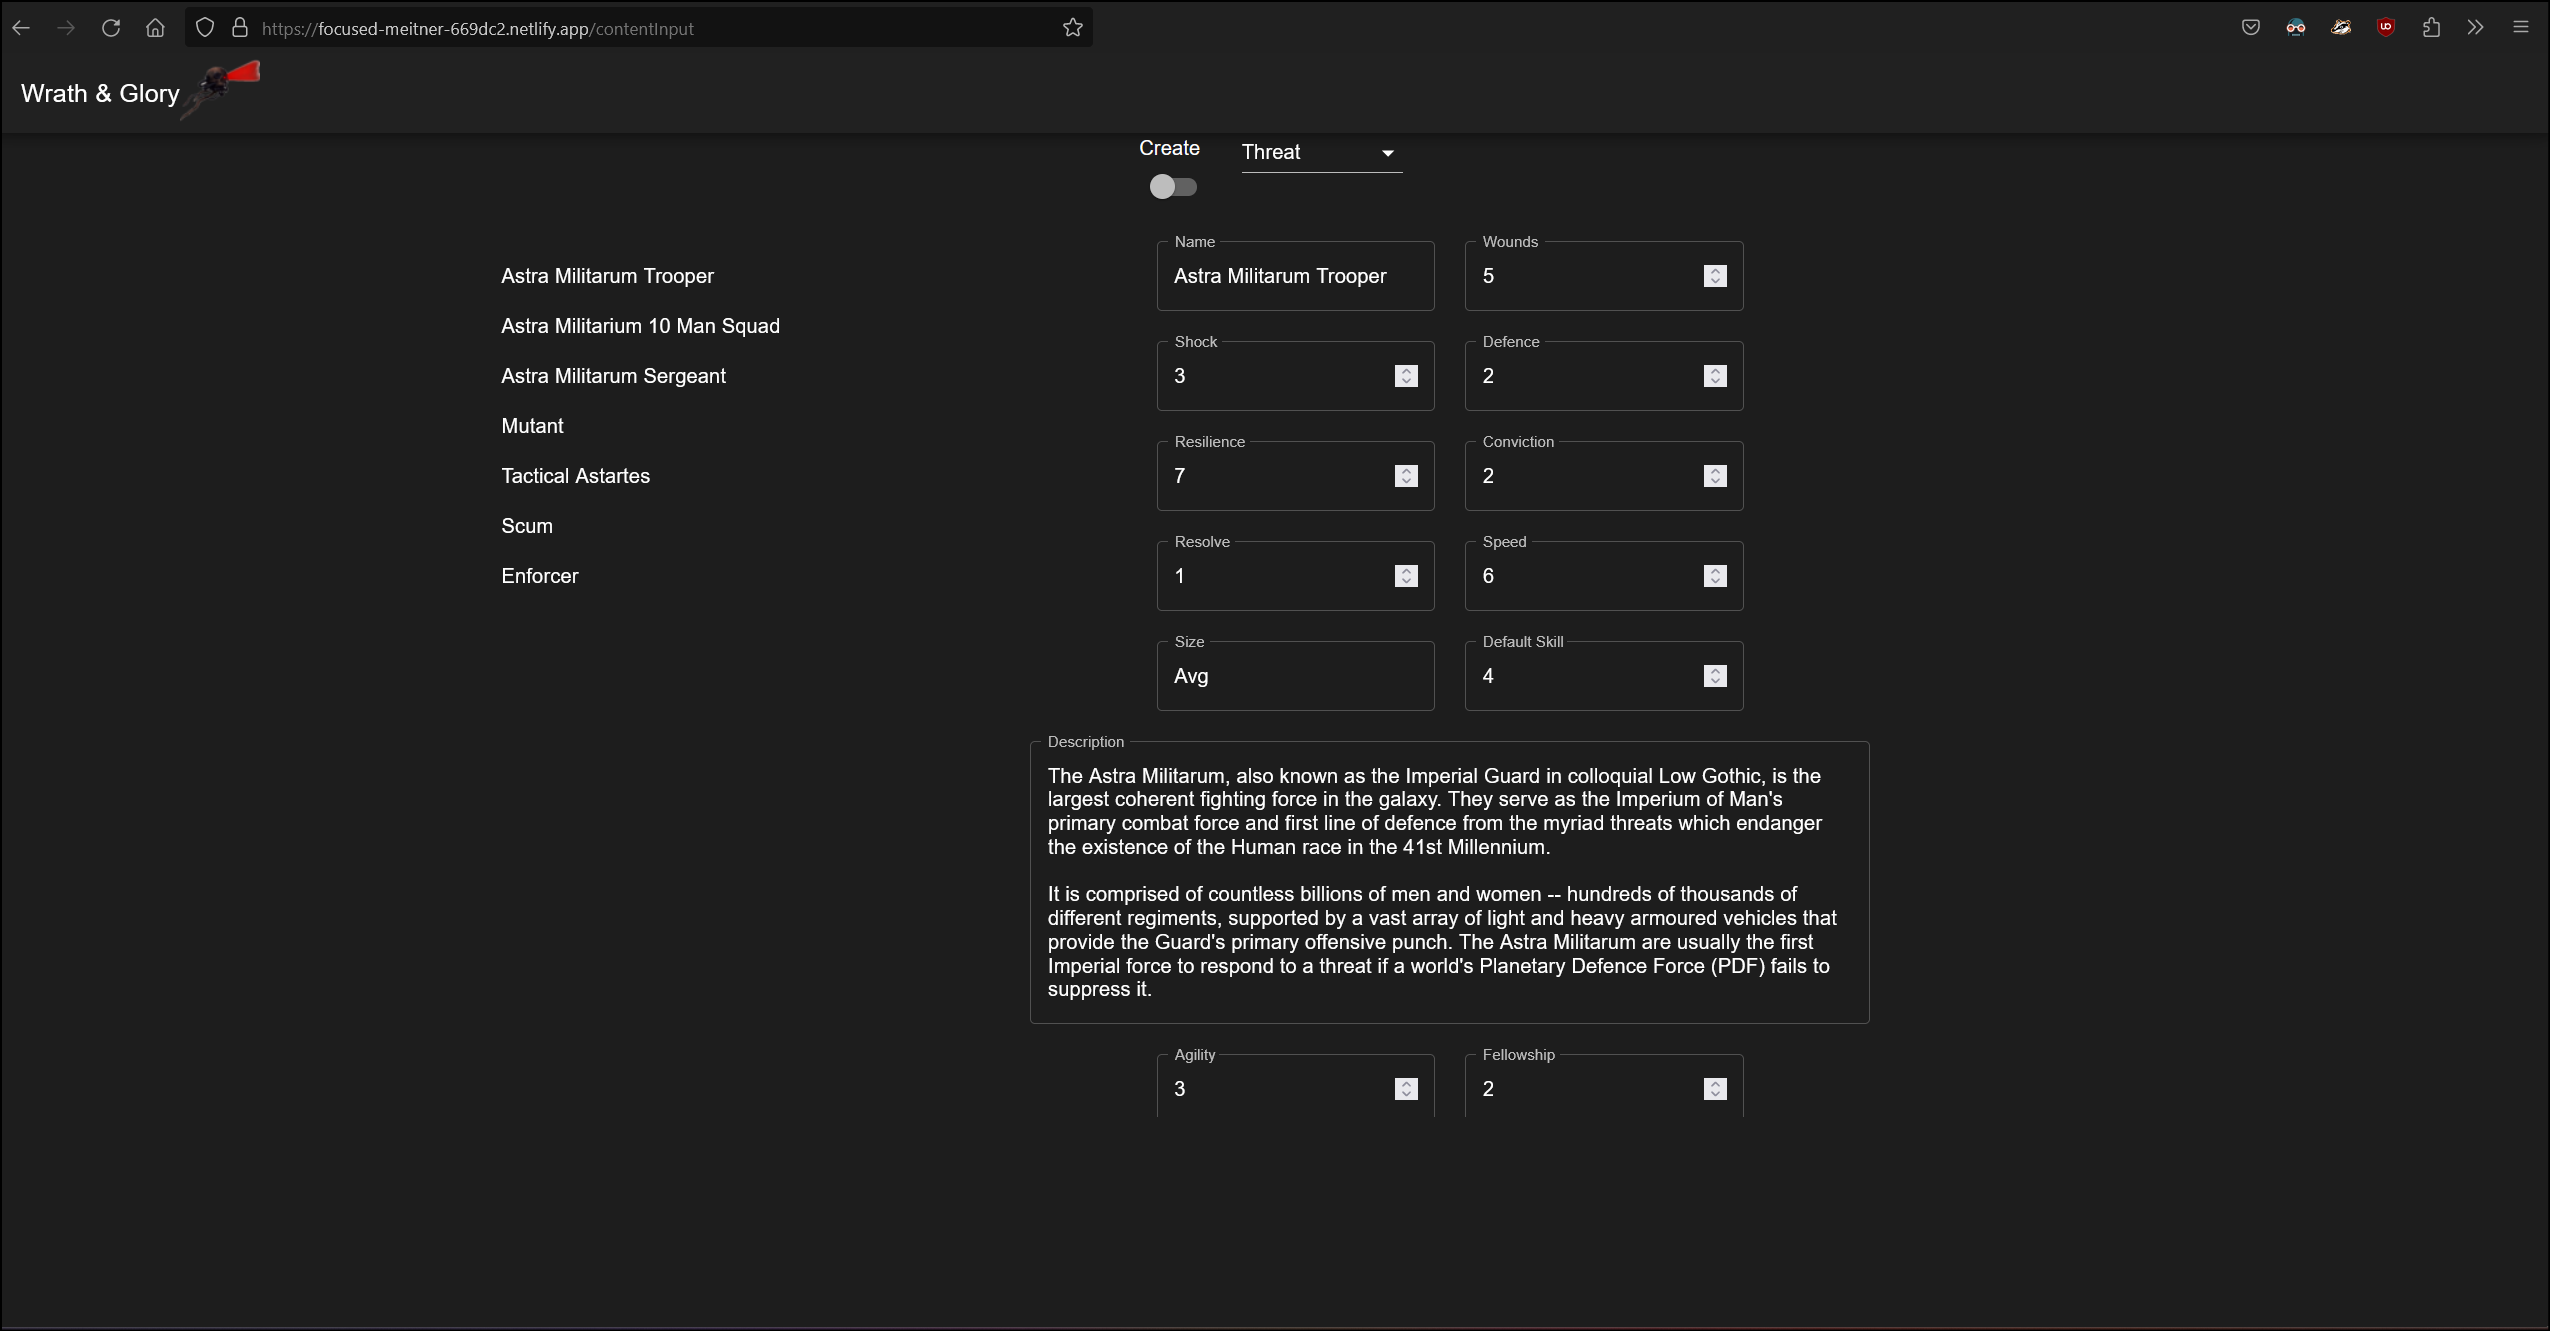 https://focused-meitner-669dc2.netlify.app/contentInput
Wrath & Glory
Create
Threat
Astra Militarum Trooper
Astra Militarium 10 Man Squad
Astra Militarum Sergeant
Mutant
Tactical Astartes
Scum
Enforcer
Name
Astra Militarum Trooper
Wounds
5
Shock
3
Defence
2
Resilience
7
Conviction
2
Resolve
1
Speed
6
Size
Avg
Default Skill
4
Description
The Astra Militarum, also known as the Imperial Guard in colloquial Low Gothic, is the
largest coherent fighting force in the galaxy. They serve as the Imperium of Man's
primary combat force and first line of defence from the myriad threats which endanger
the existence of the Human race in the 41st Millennium.
It is comprised of countless billions of men and women -- hundreds of thousands of
different regiments, supported by a vast array of light and heavy armoured vehicles that
provide the Guard's primary offensive punch. The Astra Militarum are usually the first
Imperial force to respond to a threat if a world's Planetary Defence Force (PDF) fails to
suppress it.
Agility
3
Fellowship
2